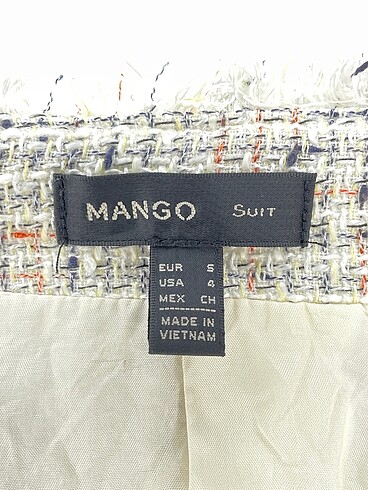 MANGO SUIT
EUR S
USA 4
MEX CH
MADE IN
VIETNAM